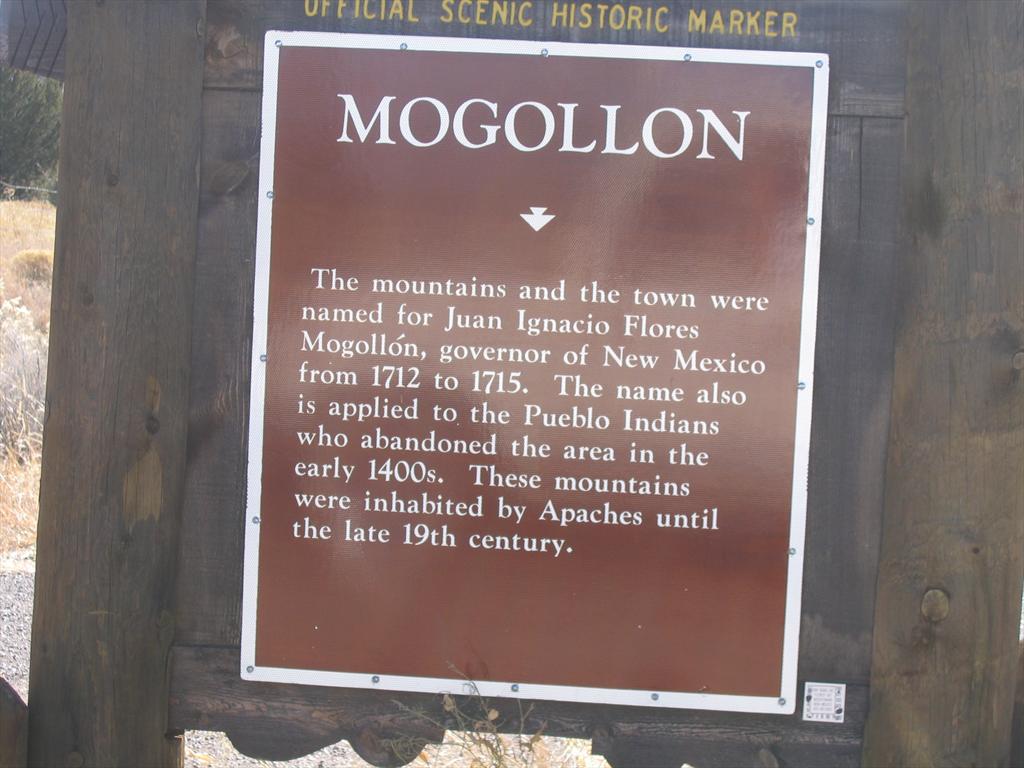 OFFICIAL SCENIC HISTORIC MARKER
MOGOLLON
The mountains and the town were
named for Juan Ignacio Flores
Mogollón, governor of New Mexico
from 1712 to 1715. The name also
is applied to the Pueblo Indians
who abandoned the area in the
early 1400s. These mountains
were inhabited by Apaches until
the late 19th century.